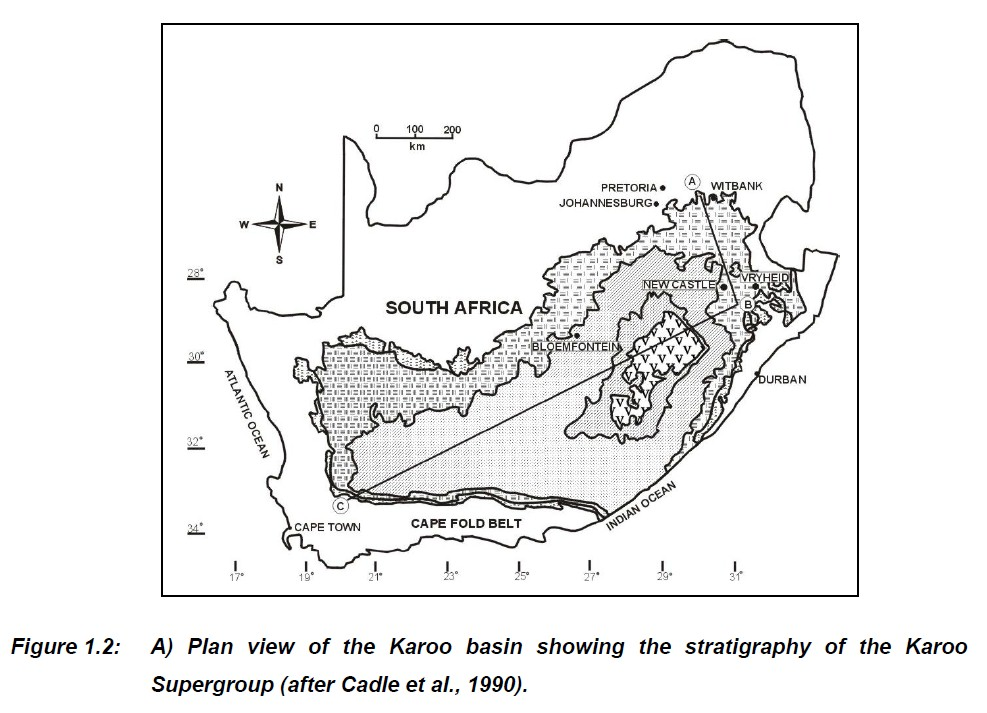 0 100 200
km
PRETORIA
A
WITBANK
JOHANNESBURG
N
W E
S
28°
VRYHEID
NEW CASTLE
B
SOUTH AFRICA
BLOEMFONTEIN
30°
ATLANTIC OCEAN
DURBAN
32°
C
INDIAN OCEAN
CAPE TOWN
CAPE FOLD BELT
34°
17° 19° 21° 23° 25° 27° 29° 31°
Figure 1.2: A) Plan view of the Karoo basin showing the stratigraphy of the Karoo
Supergroup (after Cadle et al., 1990).